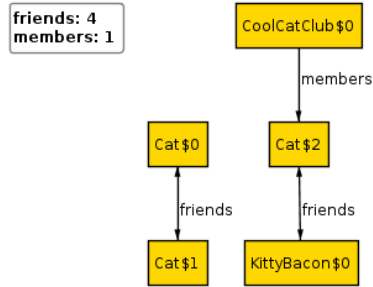 friends: 4
members: 1
CoolCatClub$0
members
Cat$0
Cat$2
friends
friends
Cat$1
KittyBacon$0